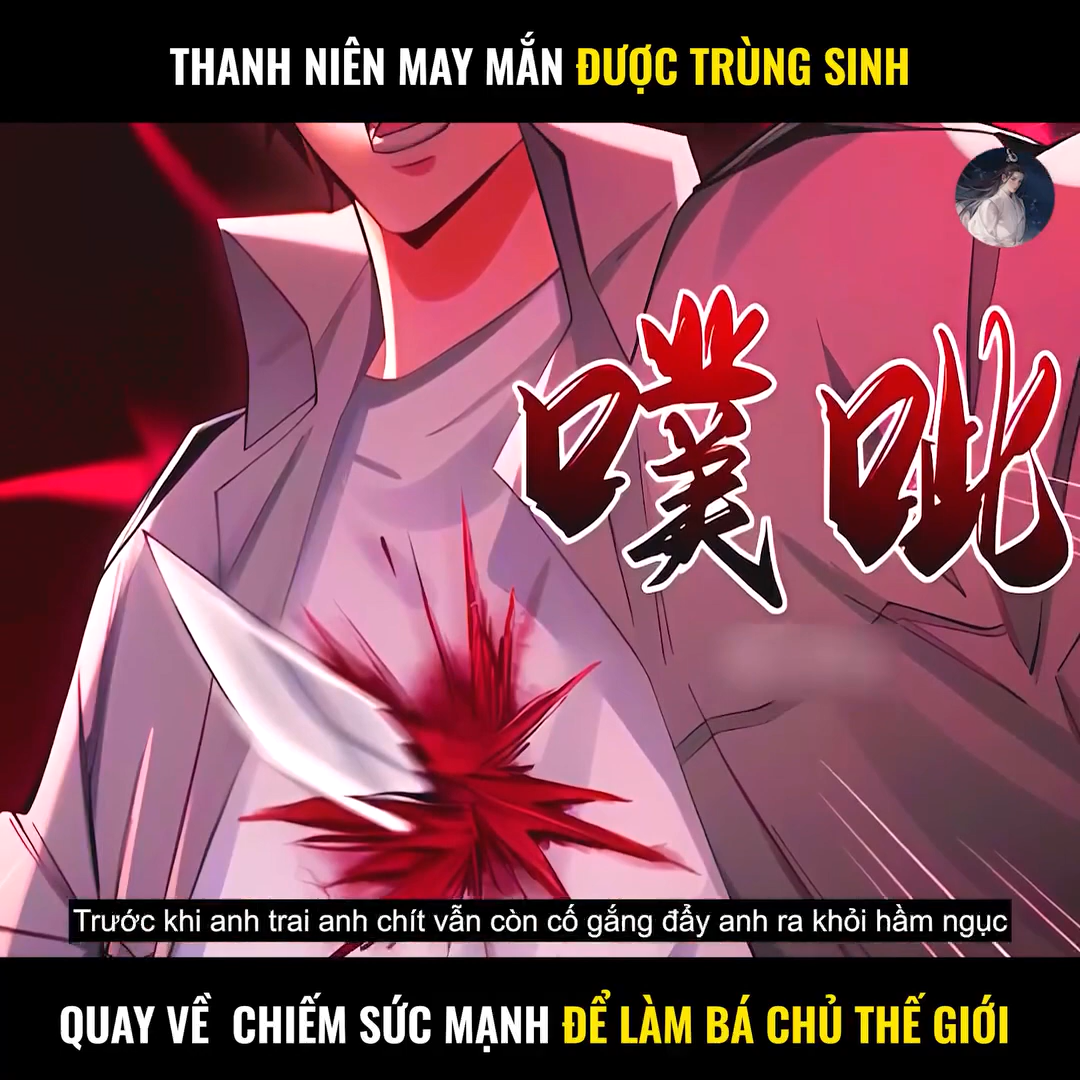 THANH NIÊN MAY MẮN ĐƯỢC TRÙNG SINH
噗呲
Trước khi anh trai anh chít vẫn còn cố gắng đẩy anh ra khỏi hầm ngục
QUAY VỀ CHIẾM SỨC MẠNH ĐỂ LÀM BÁ CHỦ THẾ GIỚI